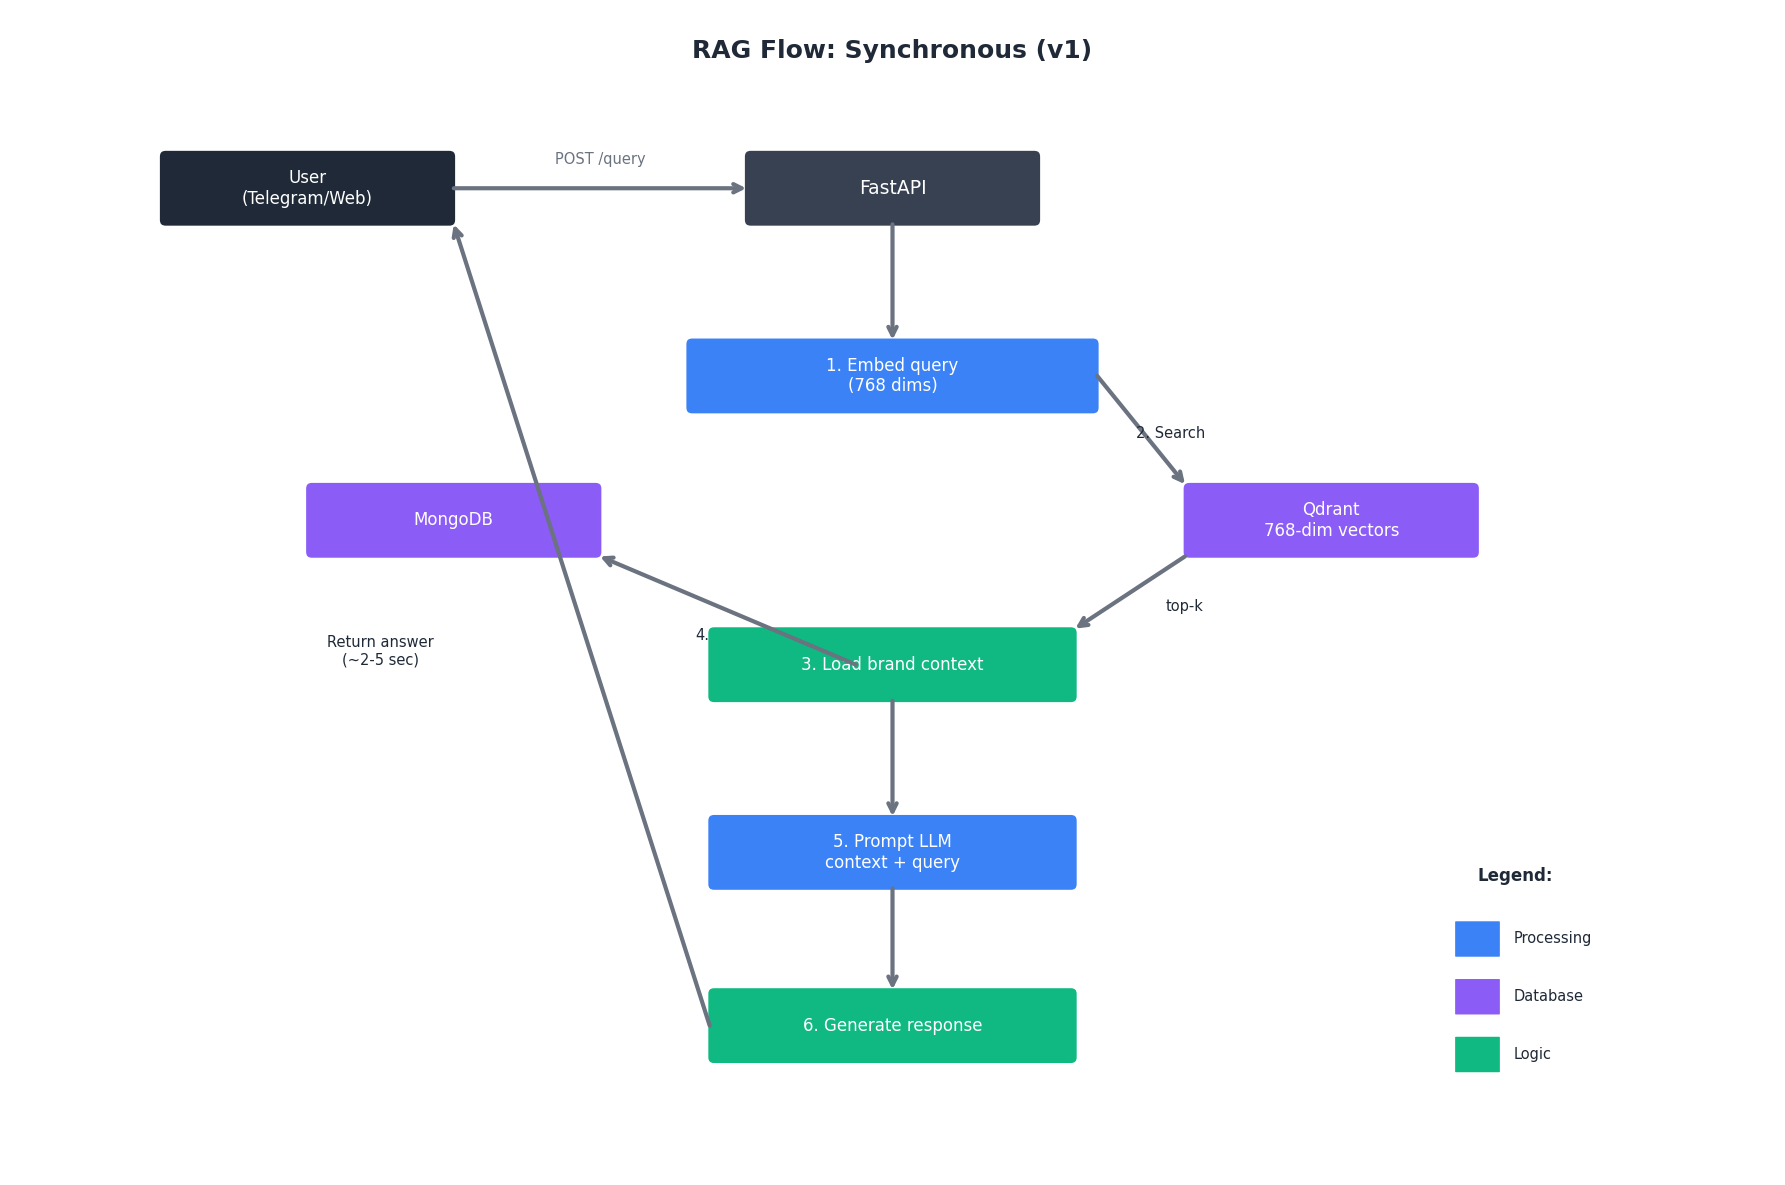 RAG Flow: Synchronous (v1)
User
(Telegram/Web)
POST /query
FastAPI
1. Embed query
(768 dims)
2. Search
MongoDB
Qdrant
768-dim vectors
top-k
Return answer
(~2-5 sec)
4.
3. Load brand context
5. Prompt LLM
context + query
6. Generate response
Legend:
Processing
Database
Logic